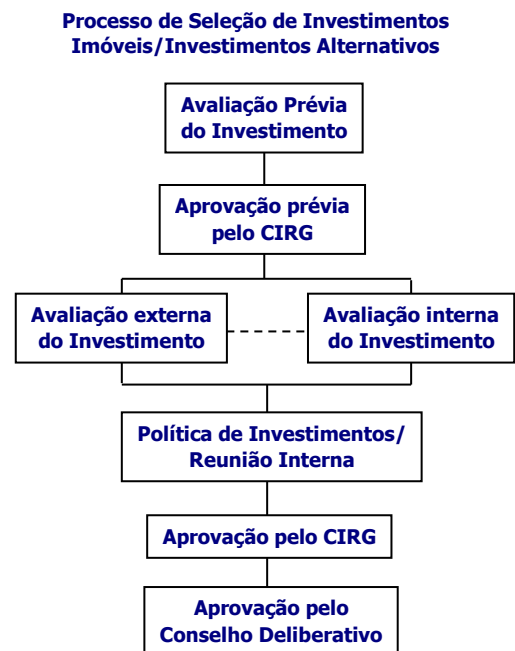 Processo de Seleção de Investimentos
Imóveis/Investimentos Alternativos
Avaliação Prévia
do Investimento
Aprovação prévia
pelo CIRG
Avaliação externa
do Investimento
Avaliação interna
do Investimento
Política de Investimentos/
Reunião Interna
Aprovação pelo CIRG
Aprovação pelo
Conselho Deliberativo